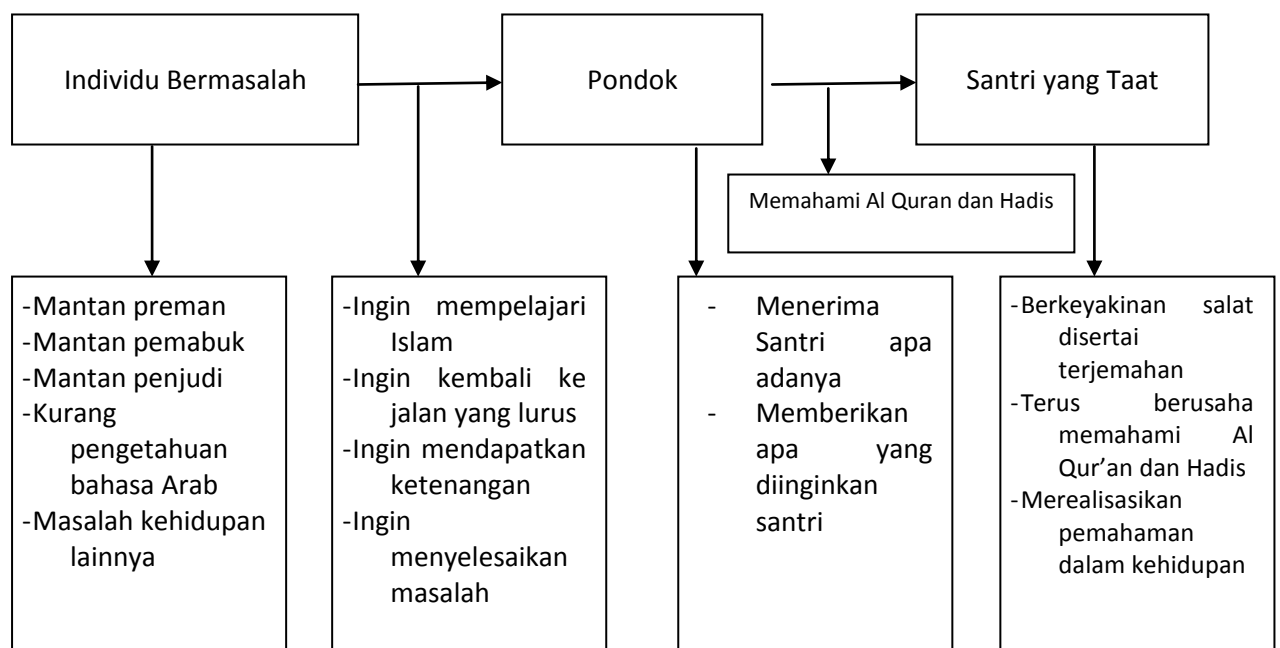 Individu Bermasalah
Pondok
Santri yang Taat
Memahami Al Quran dan Hadis
-Mantan preman
-Mantan pemabuk
-Mantan penjudi
-Kurang
pengetahuan
bahasa Arab
-Masalah kehidupan
lainnya
-Ingin mempelajari
Islam
-Ingin kembali ke
jalan yang lurus
-Ingin mendapatkan
ketenangan
-Ingin
menyelesaikan
masalah
- Menerima
Santri apa
adanya
- Memberikan
apa yang
diinginkan
santri
-Berkeyakinan salat
disertai
terjemahan
-Terus berusaha
memahami Al
Qur’an dan Hadis
-Merealisasikan
pemahaman
dalam kehidupan